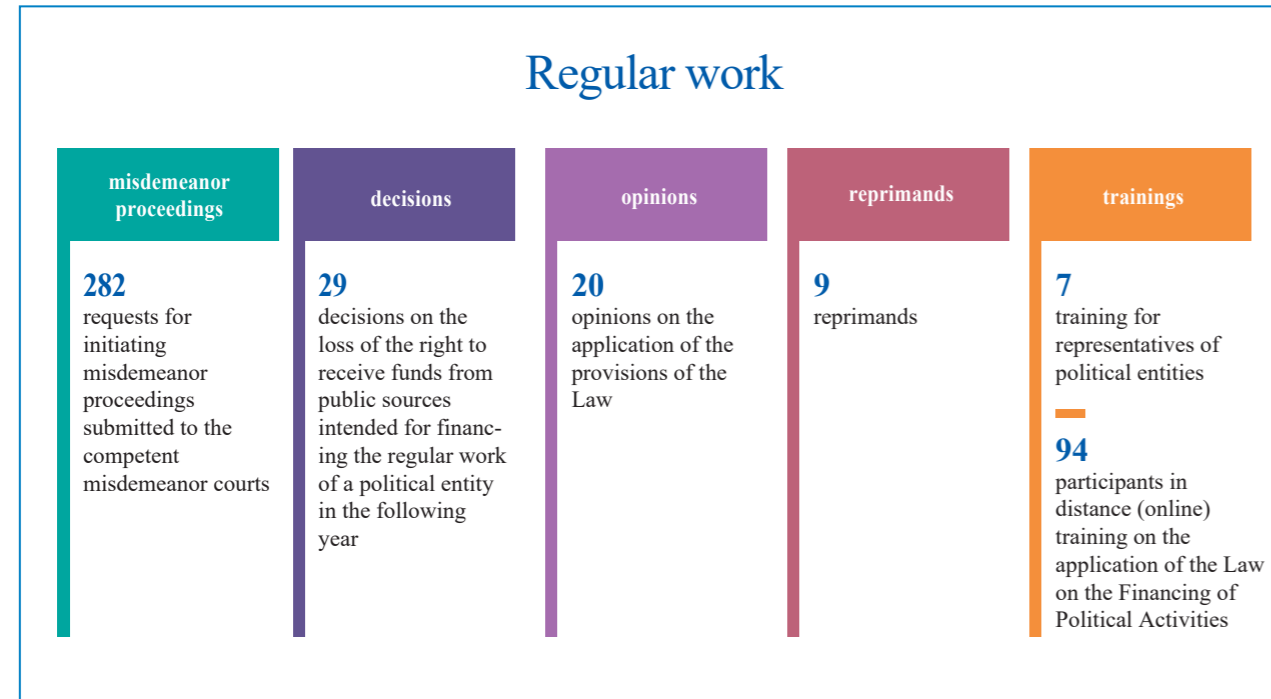 Regular work
misdemeanor
proceedings
282
requests for
initiating
misdemeanor
proceedings
submitted to the
competent
misdemeanor courts
decisions
29
decisions on the
loss of the right to
receive funds from
public sources
intended for financ-
ing the regular work
of a political entity
in the following
year
opinions
20
opinions on the
application of the
provisions of the
Law
reprimands
9
reprimands
trainings
7
training for
representatives of
political entities
94
participants in
distance (online)
training on the
application of the Law
on the Financing of
Political Activities